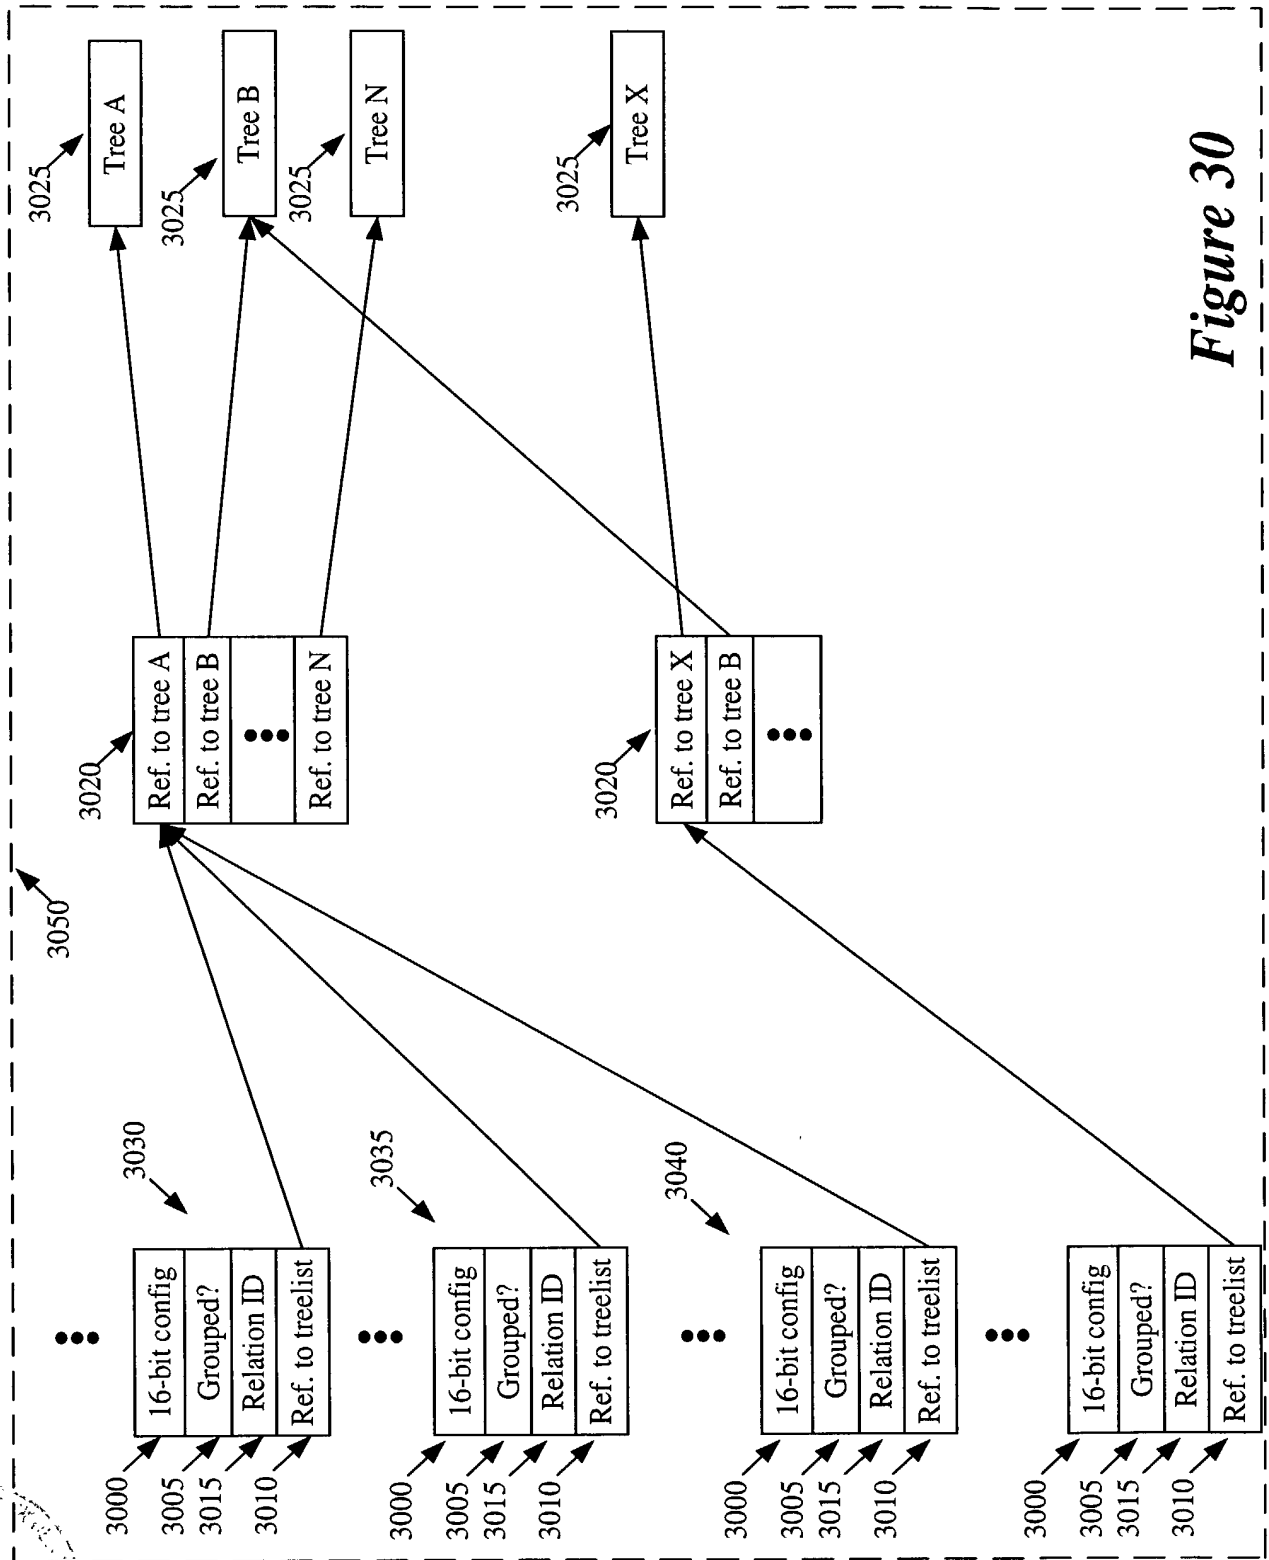 3050
3000
3005
3015
3010
16-bit config
Grouped?
Relation ID
Ref. to treelist
3030
3000
3005
3015
3010
16-bit config
Grouped?
Relation ID
Ref. to treelist
3035
3000
3005
3015
3010
16-bit config
Grouped?
Relation ID
Ref. to treelist
3040
3000
3005
3015
3010
16-bit config
Grouped?
Relation ID
Ref. to treelist
3020
Ref. to tree A
Ref. to tree B
Ref. to tree N
3020
Ref. to tree X
Ref. to tree B
3025
Tree A
3025
Tree B
3025
Tree N
3025
Tree X
Figure 30